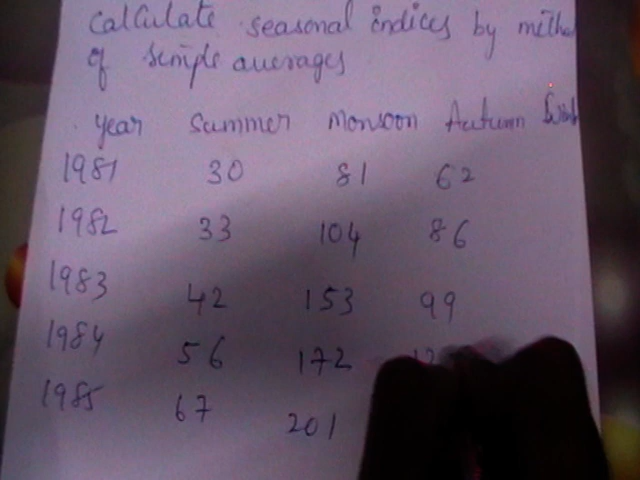 Calculate seasonal indices by
of simple averages
year summer monsoon Autumn
1981 30 81 62
1982 33 104 86
1983 42 153 99
1984 56 172
1985 67 201